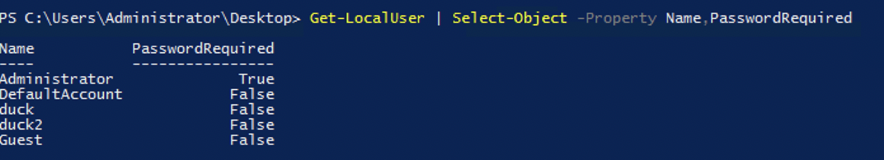 PS C:\Users\Administrator\Desktop> Get-LocalUser | Select-Object -Property Name,PasswordRequired
Name PasswordRequired
---- ----------------
Administrator True
DefaultAccount False
duck False
duck2 False
Guest False